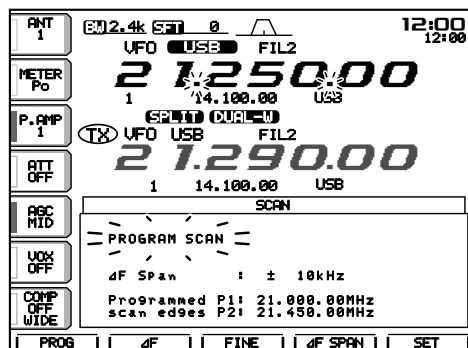 ANT
1
BW 2.4k SFT 0
12:00
12:00
VFO USB FIL2
METER
Po
21.250.00
1 14.100.00 USB
P.AMP
1
SPLIT DUAL-W
TX VFO USB FIL2
ATT
OFF
21.290.00
1 14.100.00 USB
AGC
MID
SCAN
PROGRAM SCAN
VOX
OFF
⊿F Span : ± 10kHz
COMP
OFF
WIDE
Programmed P1: 21.000.00MHz
scan edges P2: 21.450.00MHz
PROG ⊿F FINE ⊿F SPAN SET